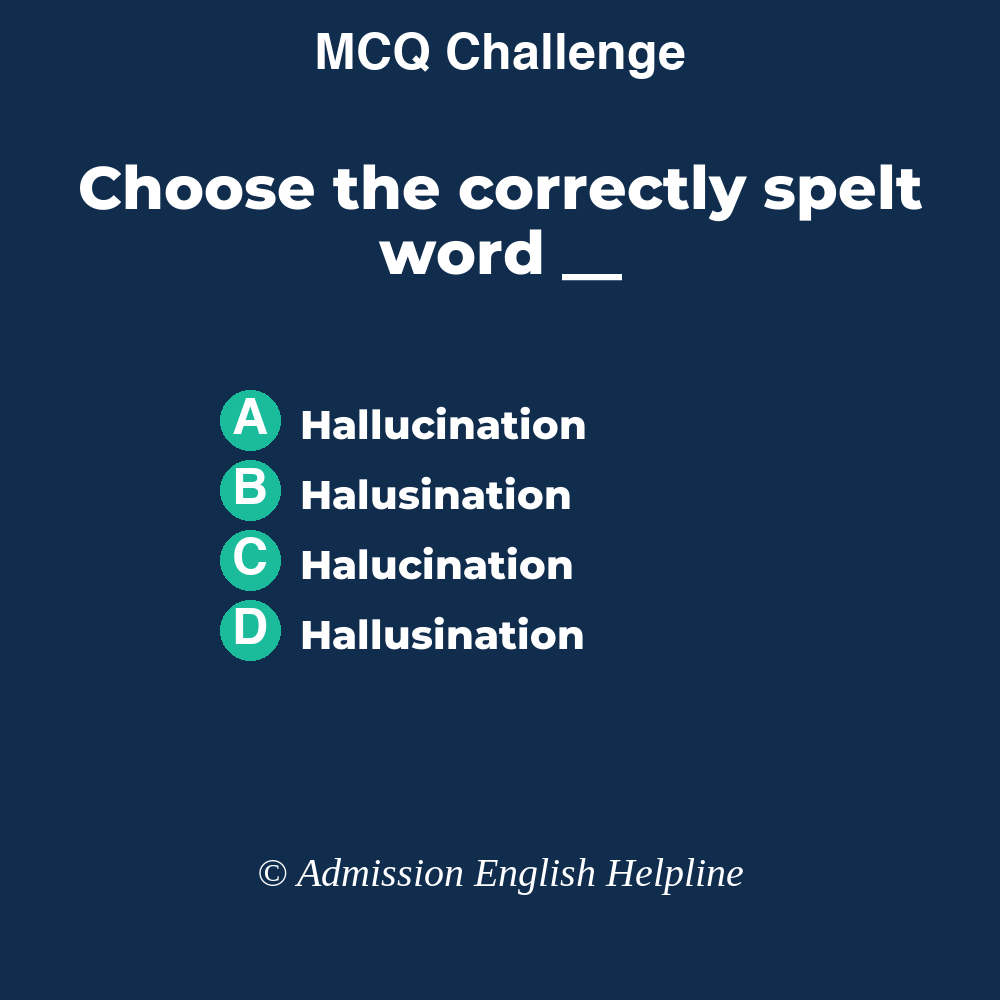 MCQ Challenge
Choose the correctly spelt
word __
A Hallucination
B Halusination
C Halucination
D Hallusination
© Admission English Helpline